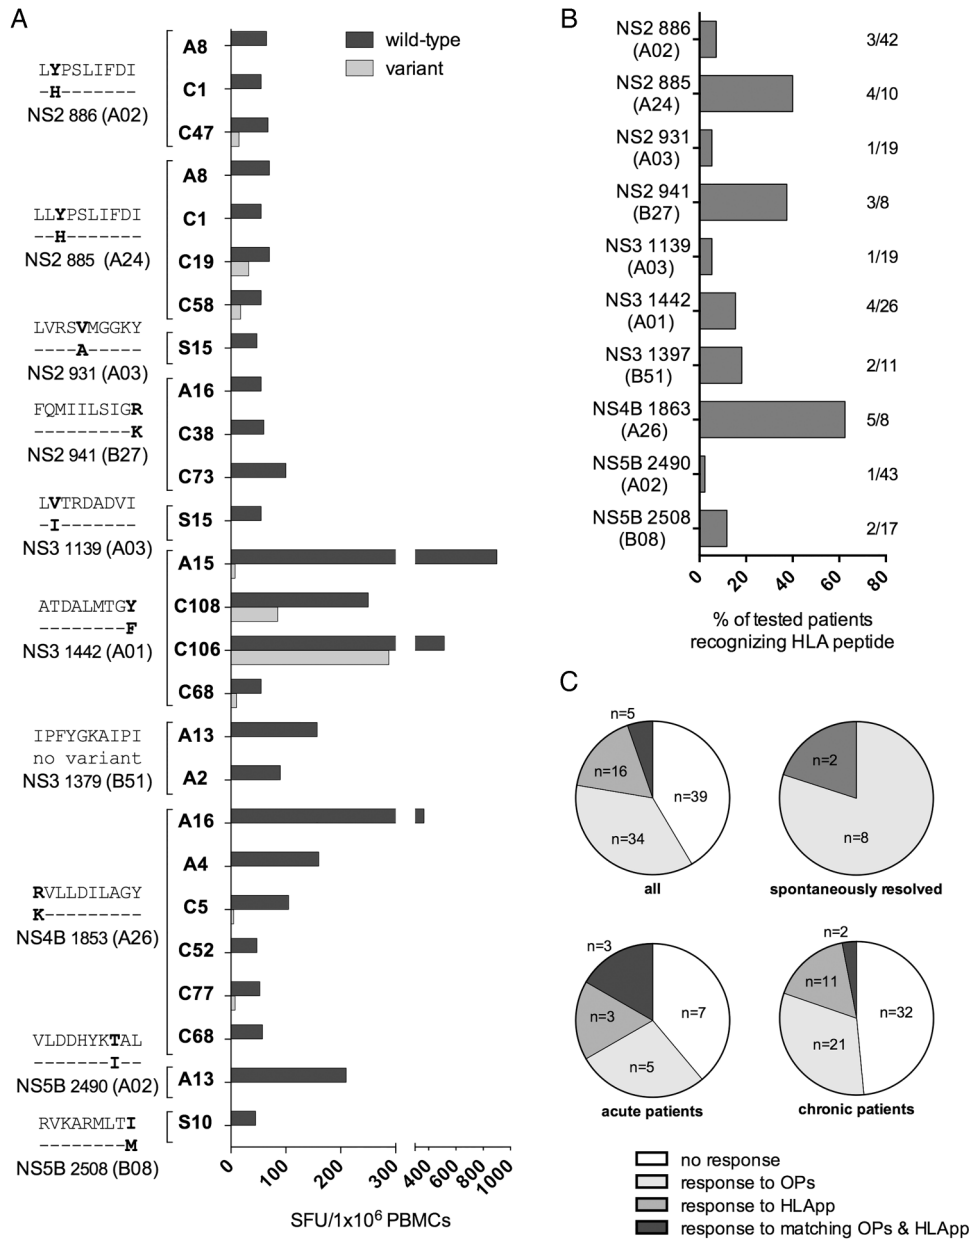 A
wild-type
variant
LYPSLIFDI
-H-------
NS2 886 (A02)
A8
C1
C47
LLYPSLIFDI
--H-------
NS2 885 (A24)
A8
C1
C19
C58
LVRSVMGGKY
----A-----
NS2 931 (A03)
S15
FQMIILSIGR
---------K
NS2 941 (B27)
A16
C38
C73
LVTRDADVI
-I-------
NS3 1139 (A03)
S15
ATDALMTGY
--------F
NS3 1442 (A01)
A15
C108
C106
C68
IPFYGKAIPI
no variant
NS3 1379 (B51)
A13
A2
RVLLDILAGY
K---------
NS4B 1853 (A26)
A16
A4
C5
C52
C77
C68
VLDDHYKTAL
-------I--
NS5B 2490 (A02)
A13
RVKARMLTI
--------M
NS5B 2508 (B08)
S10
0 100 200 300 400 600 800 1000
SFU/1x10⁶ PBMCs
B
NS2 886
(A02)
3/42
NS2 885
(A24)
4/10
NS2 931
(A03)
1/19
NS2 941
(B27)
3/8
NS3 1139
(A03)
1/19
NS3 1442
(A01)
4/26
NS3 1397
(B51)
2/11
NS4B 1863
(A26)
5/8
NS5B 2490
(A02)
1/43
NS5B 2508
(B08)
2/17
0 20 40 60 80
% of tested patients
recognizing HLA peptide
C
n=5
n=16
n=39
n=34
all
n=2
n=8
spontaneously resolved
n=3
n=3
n=7
n=5
acute patients
n=2
n=11
n=32
n=21
chronic patients
no response
response to OPs
response to HLApp
response to matching OPs & HLApp